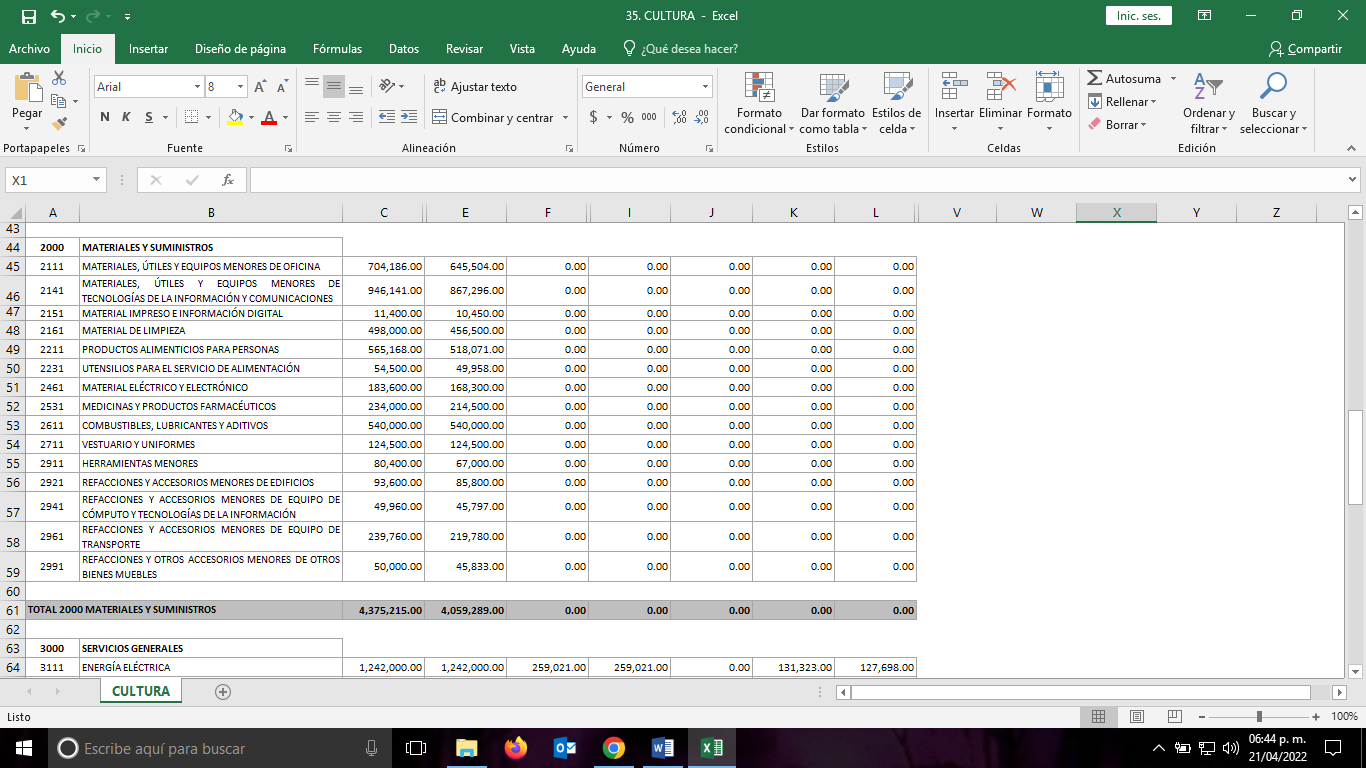 35. CULTURA - Excel
Inic. ses.
Archivo Inicio Insertar Diseño de página Fórmulas Datos Revisar Vista Ayuda ¿Qué desea hacer? Compartir
Pegar
Arial 8
N K S
Ajustar texto
Combinar y centrar
General
$ % 000
Formato condicional
Dar formato como tabla
Estilos de celda
Insertar Eliminar Formato
Autosuma
Rellenar
Borrar
Ordenar y filtrar
Buscar y seleccionar
Portapapeles Fuente Alineación Número Estilos Celdas Edición
X1 fx
A B C E F I J K L V W X Y Z
43
44 2000 MATERIALES Y SUMINISTROS
45 2111 MATERIALES, ÚTILES Y EQUIPOS MENORES DE OFICINA 704,186.00 645,504.00 0.00 0.00 0.00 0.00 0.00
46 2141 MATERIALES, ÚTILES Y EQUIPOS MENORES DE
TECNOLOGÍAS DE LA INFORMACIÓN Y COMUNICACIONES 946,141.00 867,296.00 0.00 0.00 0.00 0.00 0.00
47 2151 MATERIAL IMPRESO E INFORMACIÓN DIGITAL 11,400.00 10,450.00 0.00 0.00 0.00 0.00 0.00
48 2161 MATERIAL DE LIMPIEZA 498,000.00 456,500.00 0.00 0.00 0.00 0.00 0.00
49 2211 PRODUCTOS ALIMENTICIOS PARA PERSONAS 565,168.00 518,071.00 0.00 0.00 0.00 0.00 0.00
50 2231 UTENSILIOS PARA EL SERVICIO DE ALIMENTACIÓN 54,500.00 49,958.00 0.00 0.00 0.00 0.00 0.00
51 2461 MATERIAL ELÉCTRICO Y ELECTRÓNICO 183,600.00 168,300.00 0.00 0.00 0.00 0.00 0.00
52 2531 MEDICINAS Y PRODUCTOS FARMACÉUTICOS 234,000.00 214,500.00 0.00 0.00 0.00 0.00 0.00
53 2611 COMBUSTIBLES, LUBRICANTES Y ADITIVOS 540,000.00 540,000.00 0.00 0.00 0.00 0.00 0.00
54 2711 VESTUARIO Y UNIFORMES 124,500.00 124,500.00 0.00 0.00 0.00 0.00 0.00
55 2911 HERRAMIENTAS MENORES 80,400.00 67,000.00 0.00 0.00 0.00 0.00 0.00
56 2921 REFACCIONES Y ACCESORIOS MENORES DE EDIFICIOS 93,600.00 85,800.00 0.00 0.00 0.00 0.00 0.00
57 2941 REFACCIONES Y ACCESORIOS MENORES DE EQUIPO DE
CÓMPUTO Y TECNOLOGÍAS DE LA INFORMACIÓN 49,960.00 45,797.00 0.00 0.00 0.00 0.00 0.00
58 2961 REFACCIONES Y ACCESORIOS MENORES DE EQUIPO DE
TRANSPORTE 239,760.00 219,780.00 0.00 0.00 0.00 0.00 0.00
59 2991 REFACCIONES Y OTROS ACCESORIOS MENORES DE OTROS
BIENES MUEBLES 50,000.00 45,833.00 0.00 0.00 0.00 0.00 0.00
60
61 TOTAL 2000 MATERIALES Y SUMINISTROS 4,375,215.00 4,059,289.00 0.00 0.00 0.00 0.00 0.00
62
63 3000 SERVICIOS GENERALES
64 3111 ENERGÍA ELÉCTRICA 1,242,000.00 1,242,000.00 259,021.00 259,021.00 0.00 131,323.00 127,698.00
CULTURA
Listo 100%
Escribe aquí para buscar
06:44 p. m.
21/04/2022